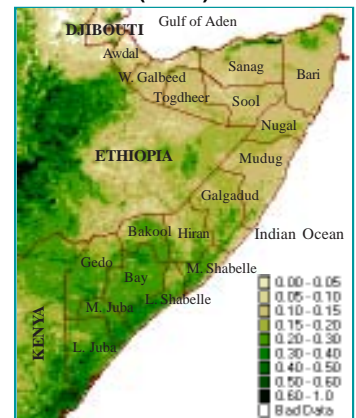 Gulf of Aden
DJIBOUTI
Awdal
Sanag
Bari
W. Galbeed
Togdheer
Sool
Nugal
ETHIOPIA
Mudug
Galgadud
Bakool
Hiran
Indian Ocean
Gedo
M. Shabelle
Bay
L. Shabelle
M. Juba
KENYA
L. Juba
0.00 - 0.05
0.05 - 0.10
0.10 - 0.15
0.15 - 0.20
0.20 - 0.30
0.30 - 0.40
0.40 - 0.50
0.50 - 0.60
0.60 - 1.0
Bad Data